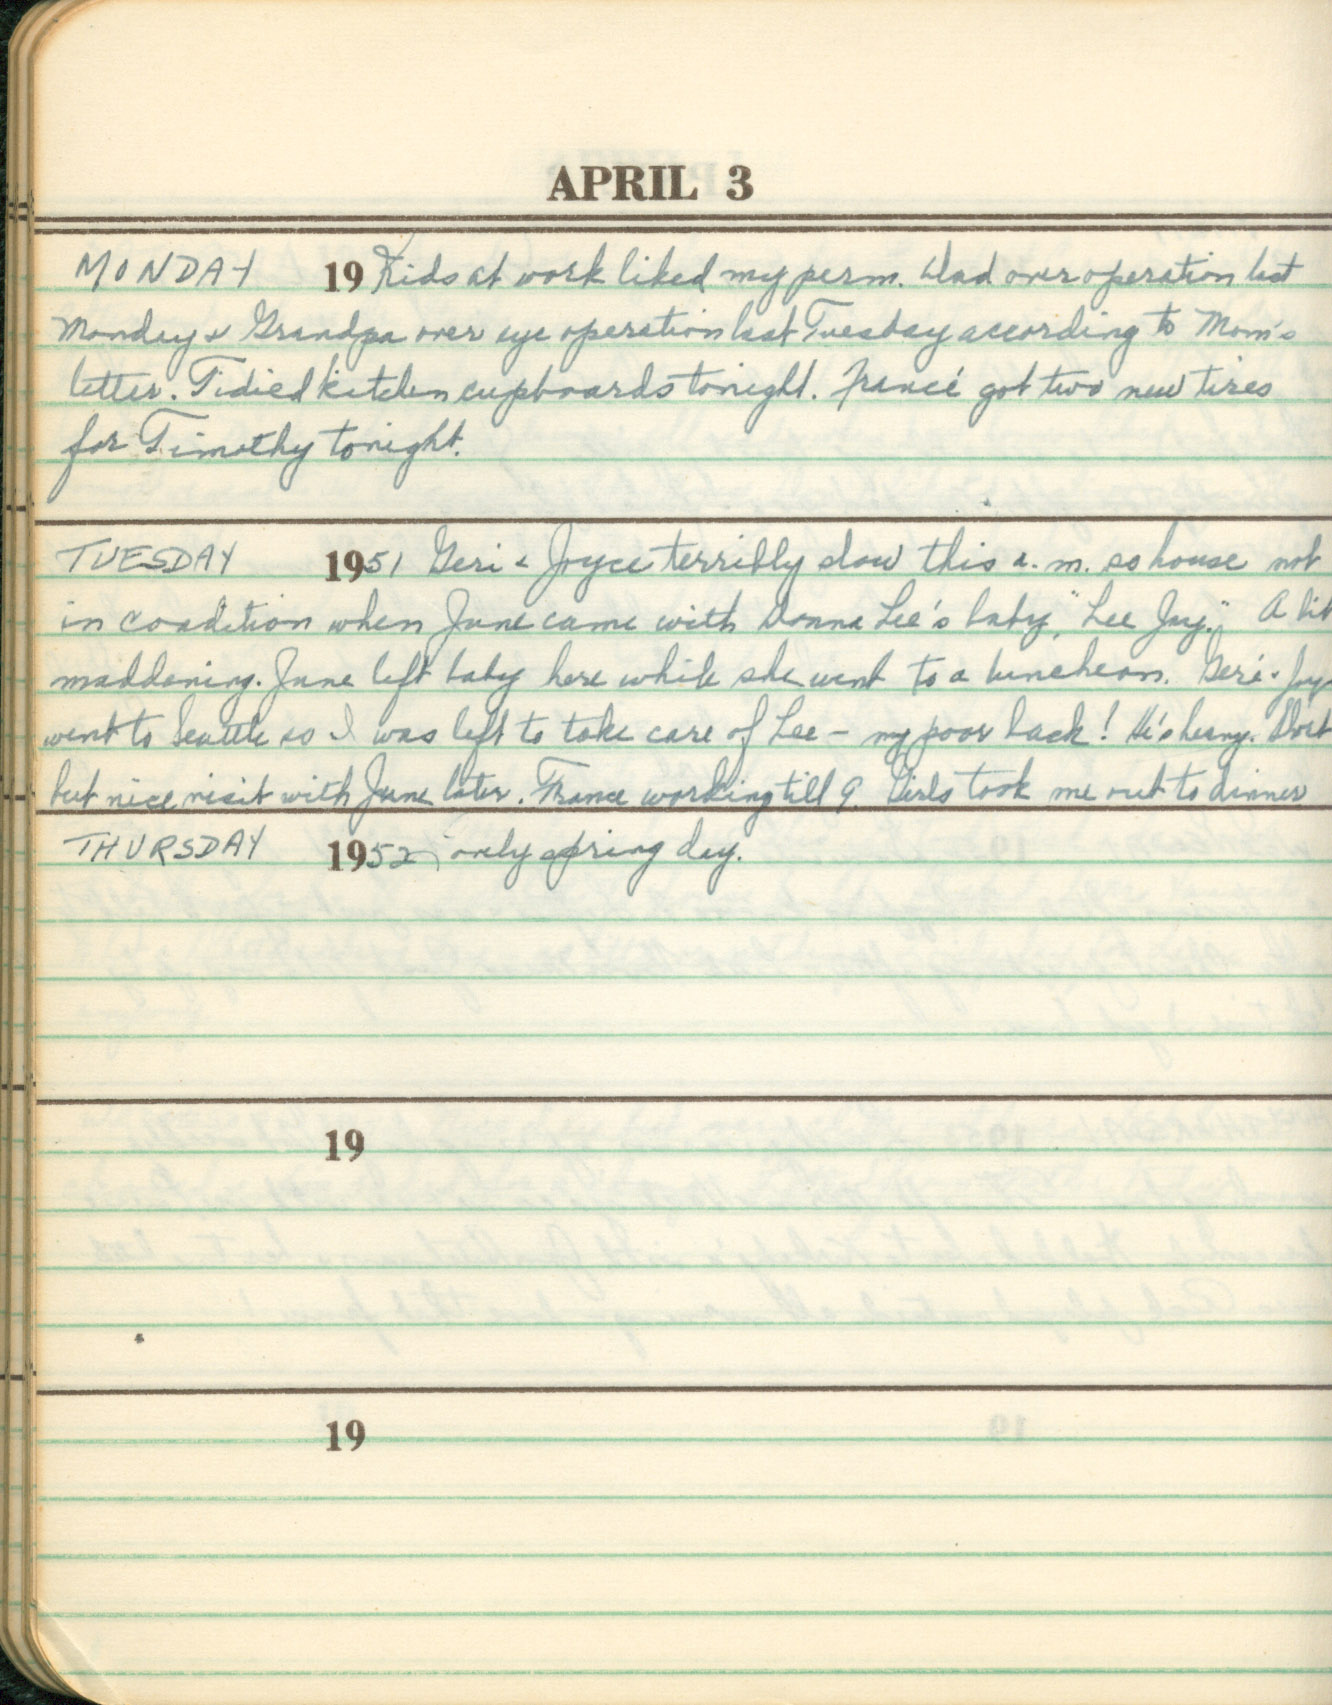 APRIL 3
MONDAY 19 Kids at work liked my perm. Dad over operation last
Monday & Grandpa over eye operation last Tuesday according to Mom's
letter. Tidied kitchen cupboards tonight. France got two new tires
for Timothy tonight.
TUESDAY 1951 Geri & Joyce terribly slow this a.m. so house not
in condition when June came with Donna Lee's baby, "Lee Jay". A bit
maddening. June left baby here while she went to a luncheon. Geri & Joy
went to Seattle so I was left to take care of Lee – my poor back! He's heavy. Short
but nice visit with June later. France working till 9. Girls took me out to dinner
THURSDAY 1952 only spring day.
19
19